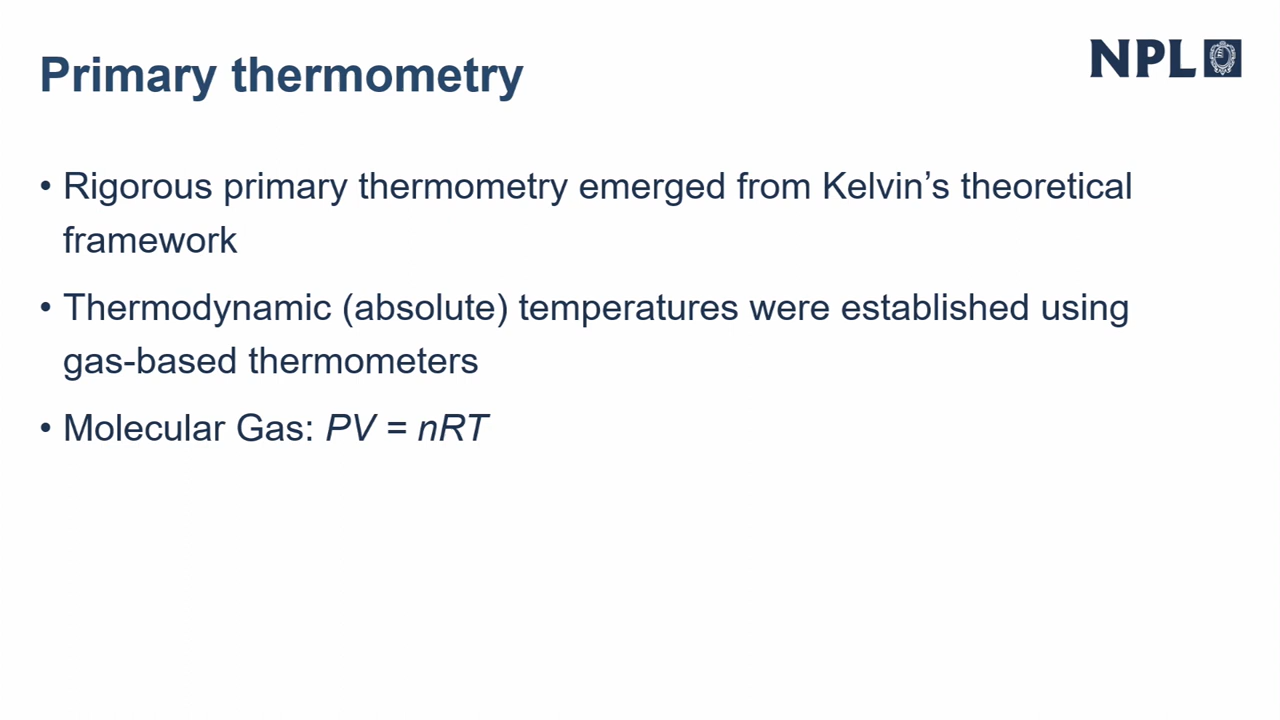 Primary thermometry
NPL
• Rigorous primary thermometry emerged from Kelvin’s theoretical
framework
• Thermodynamic (absolute) temperatures were established using
gas-based thermometers
• Molecular Gas: PV = nRT